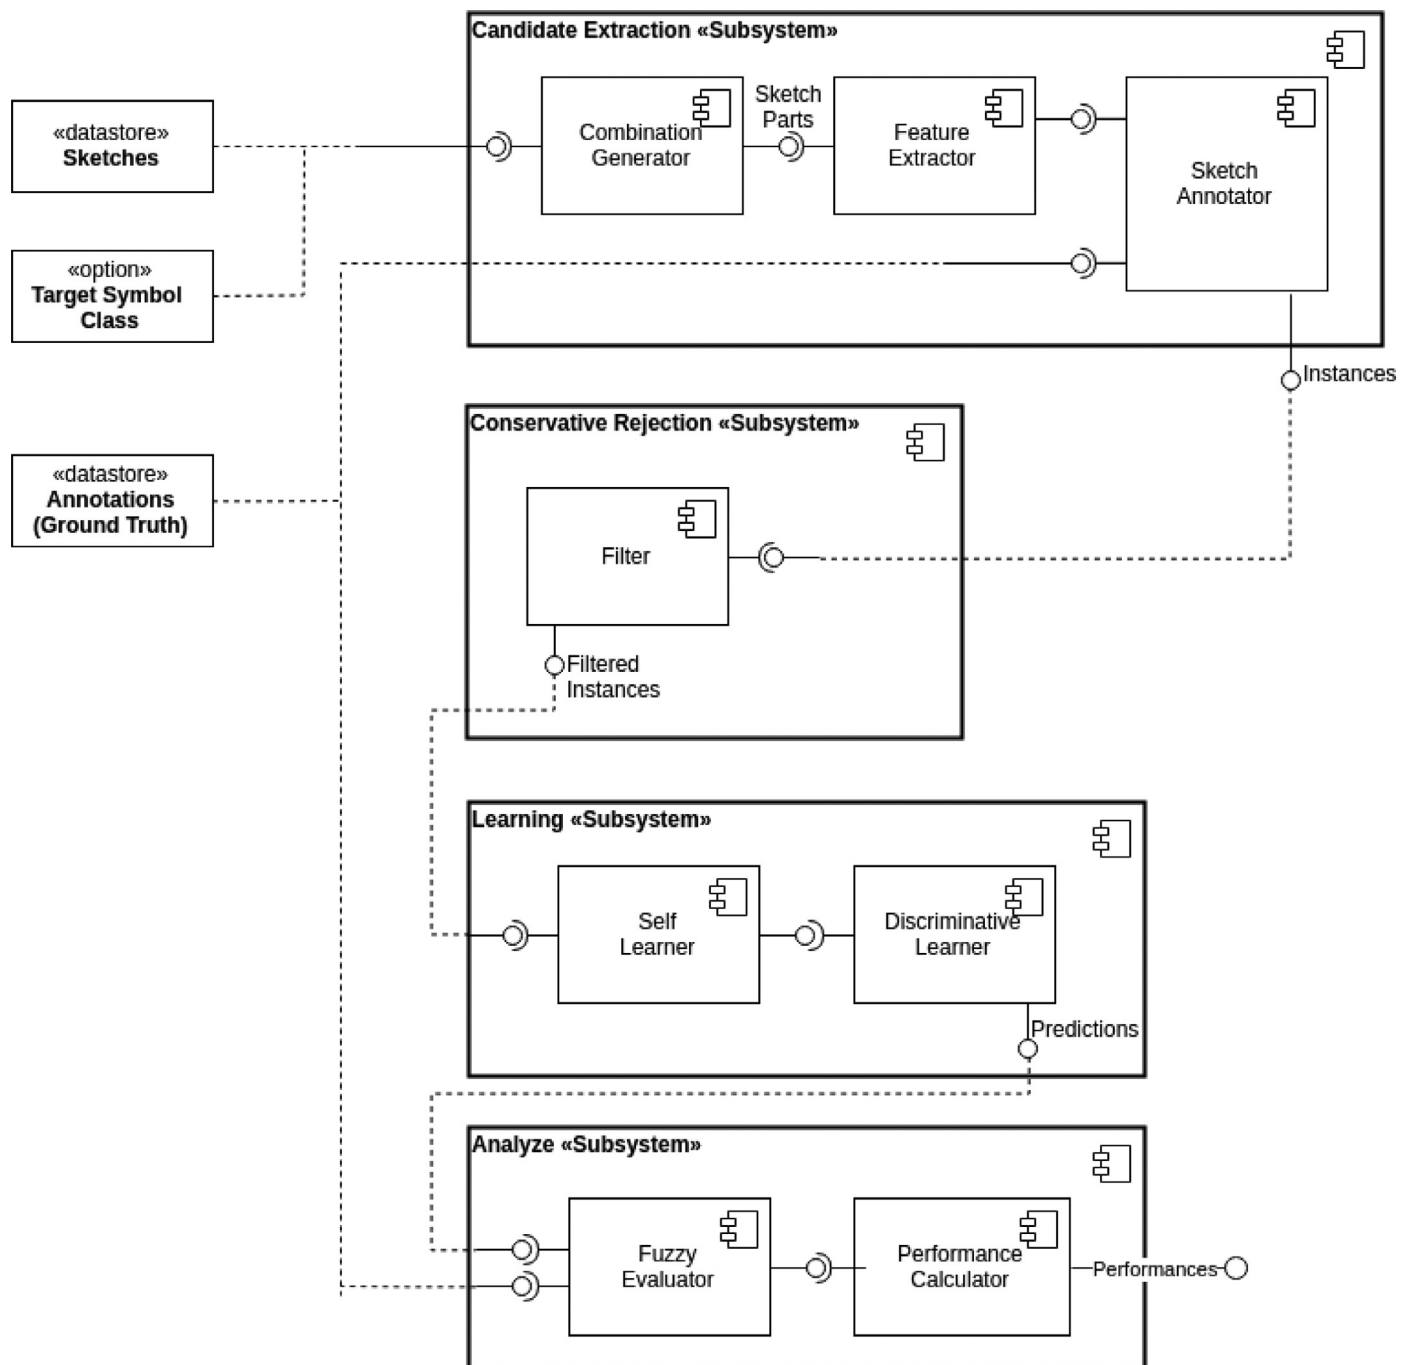 Candidate Extraction «Subsystem»
«datastore»
Sketches
Combination
Generator
Sketch
Parts
Feature
Extractor
Sketch
Annotator
«option»
Target Symbol
Class
Instances
Conservative Rejection «Subsystem»
«datastore»
Annotations
(Ground Truth)
Filter
Filtered
Instances
Learning «Subsystem»
Self
Learner
Discriminative
Learner
Predictions
Analyze «Subsystem»
Fuzzy
Evaluator
Performance
Calculator
Performances